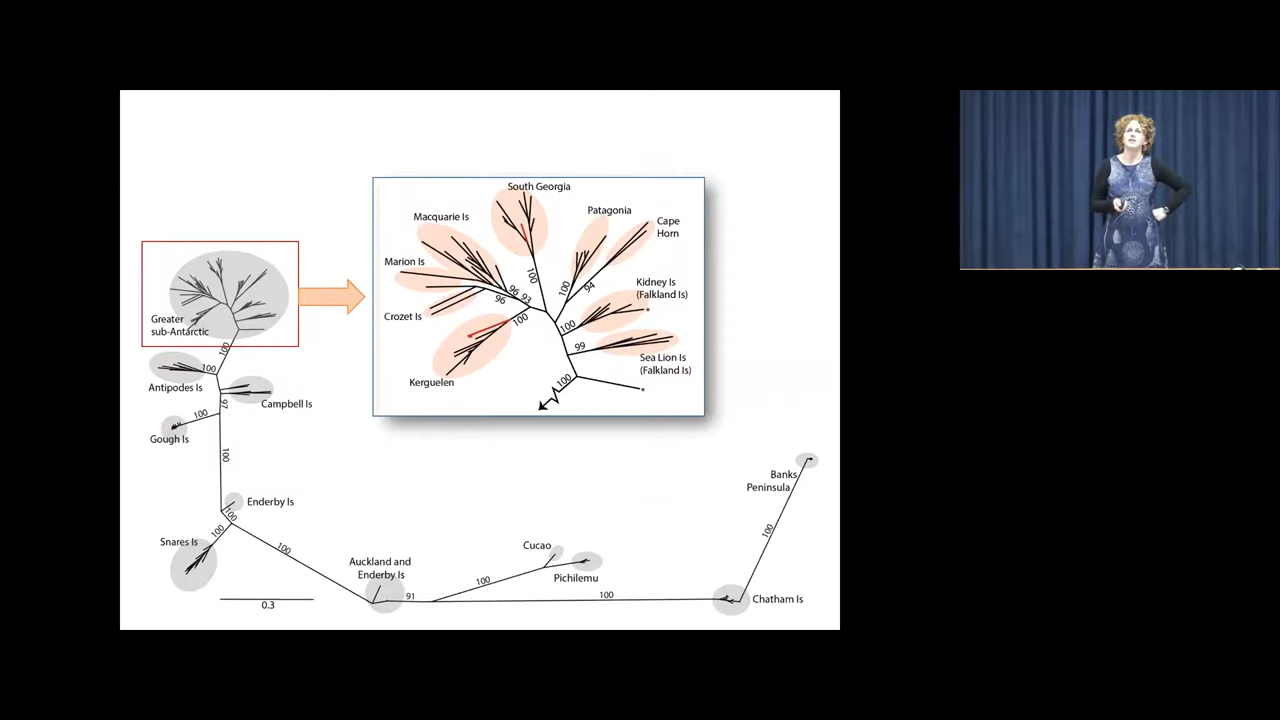 South Georgia
Macquarie Is
Patagonia
Cape
Horn
Marion Is
Kidney Is
(Falkland Is)
Crozet Is
Sea Lion Is
(Falkland Is)
Kerguelen
100
100
94
96
93
96
100
100
99
100
*
*
Greater
sub-Antarctic
100
Antipodes Is
100
Campbell Is
97
100
Gough Is
100
Enderby Is
100
Snares Is
100
100
0.3
Auckland and
Enderby Is
91
Cucao
Pichilemu
100
100
Chatham Is
100
Banks
Peninsula